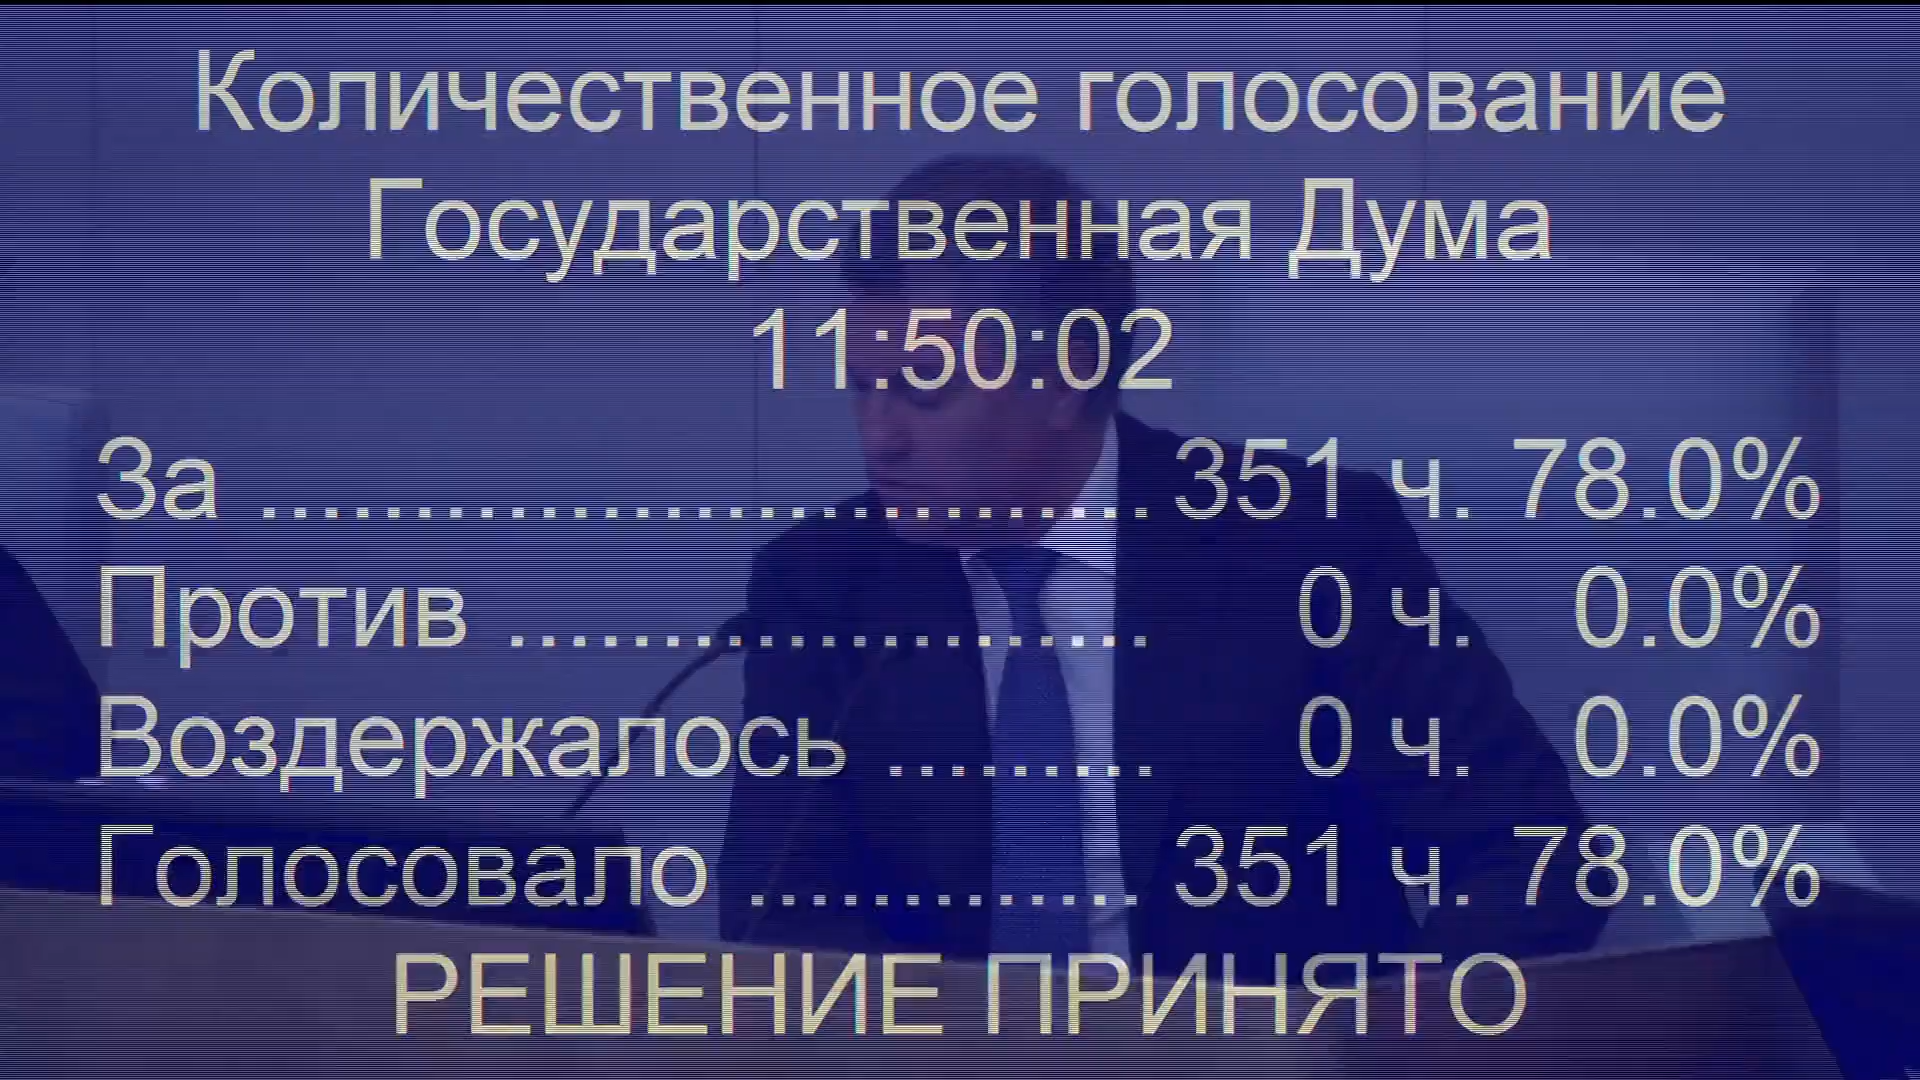 Количественное голосование
Государственная Дума
11:50:02
За ............................. 351 ч. 78.0%
Против ..................... 0 ч. 0.0%
Воздержалось ......... 0 ч. 0.0%
Голосовало ............. 351 ч. 78.0%
РЕШЕНИЕ ПРИНЯТО